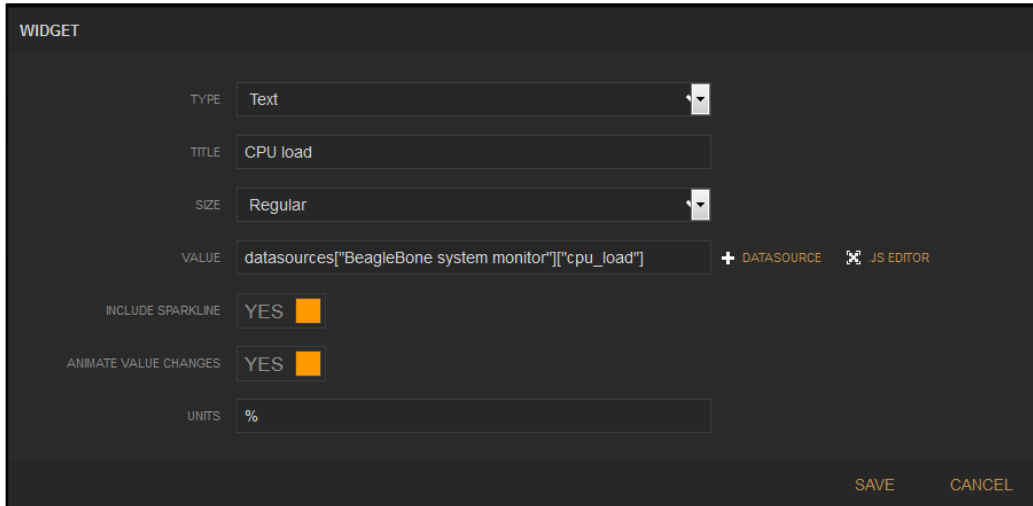 WIDGET
TYPE Text
TITLE CPU load
SIZE Regular
VALUE datasources["BeagleBone system monitor"]["cpu_load"] DATASOURCE .JS EDITOR
INCLUDE SPARKLINE YES
ANIMATE VALUE CHANGES YES
UNITS %
SAVE CANCEL